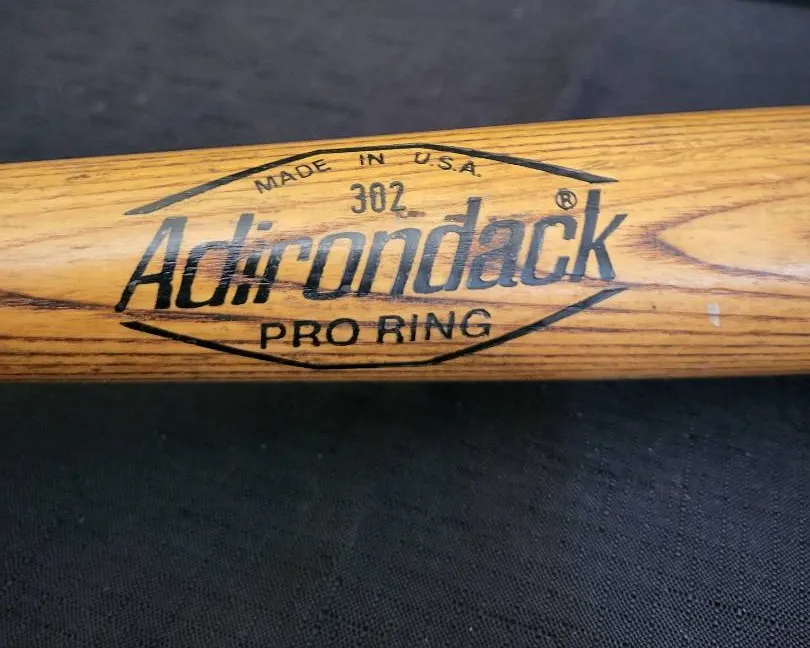 MADE IN U.S.A.
302
Adirondack®
PRO RING